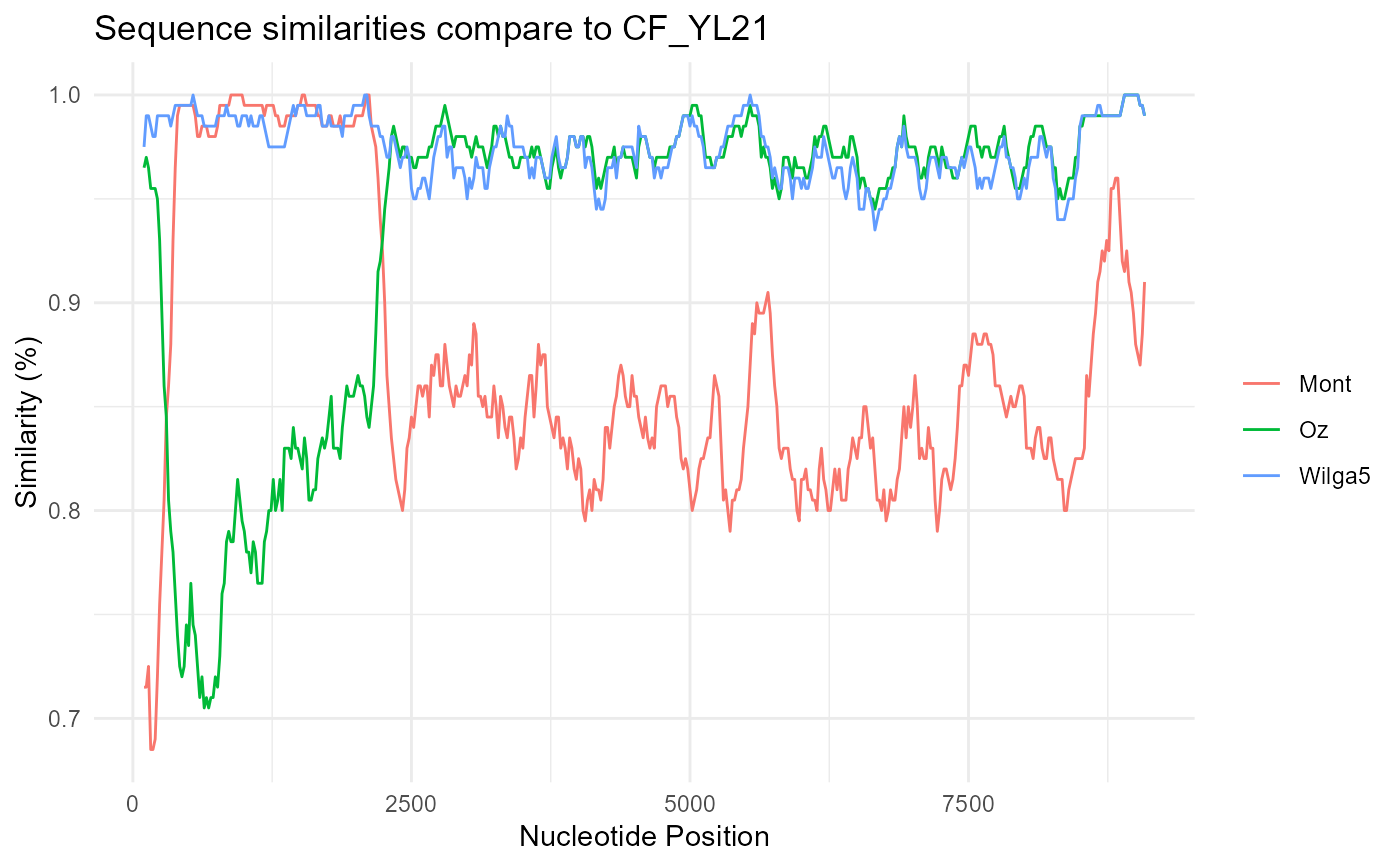 Sequence similarities compare to CF_YL21
Similarity (%)
1.0
0.9
0.8
0.7
0
2500
5000
7500
Nucleotide Position
Mont
Oz
Wilga5